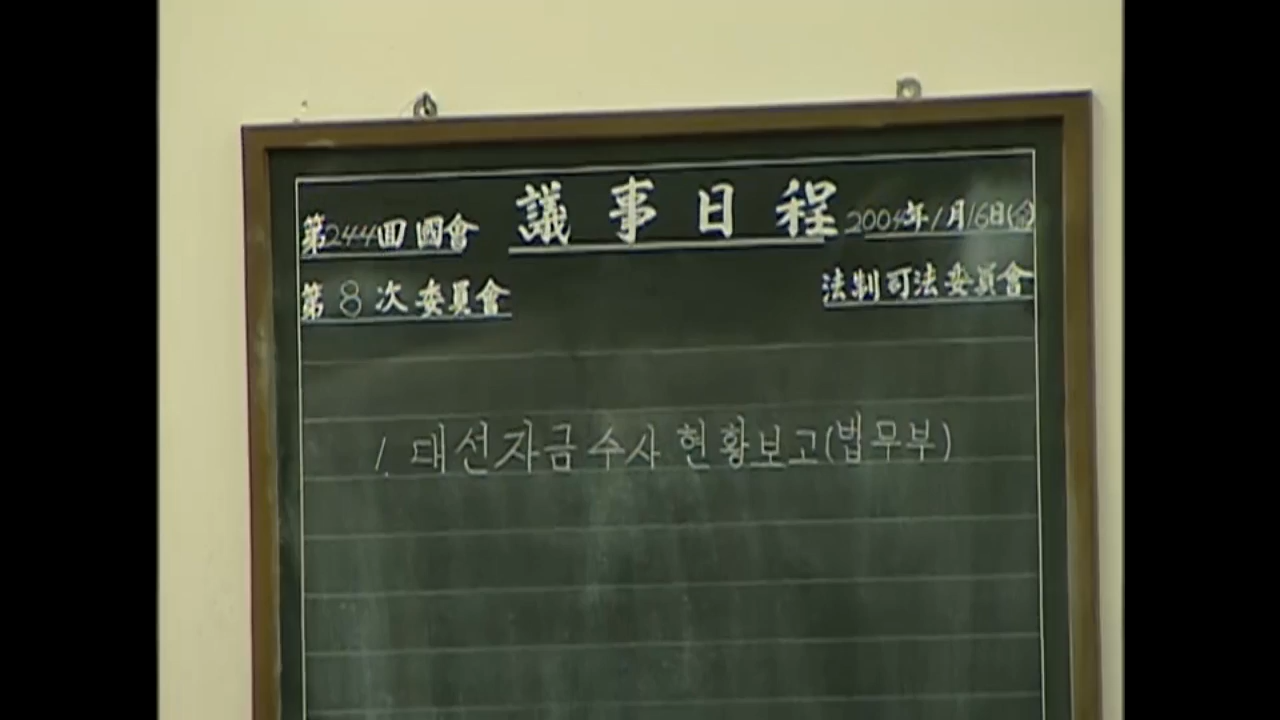 議事日程
第244回 國會
2004年1月16日(金)
第8次 委員會
法制司法委員會
1. 대선자금수사 현황보고(법무부)